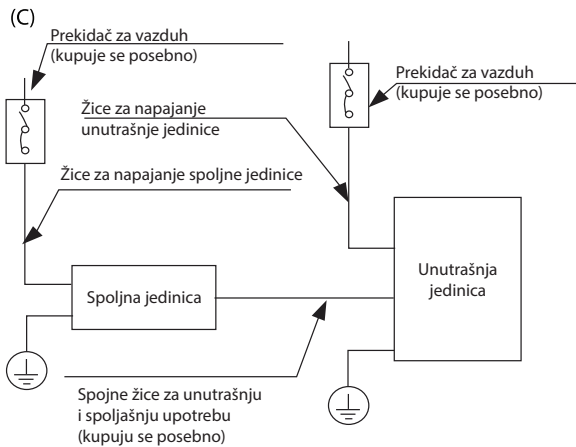 (C)
Prekidač za vazduh
(kupuje se posebno)
Prekidač za vazduh
(kupuje se posebno)
Žice za napajanje
unutrašnje jedinice
Žice za napajanje spoljne jedinice
Spoljna jedinica
Unutrašnja
jedinica
Spojne žice za unutrašnju
i spoljašnju upotrebu
(kupuju se posebno)